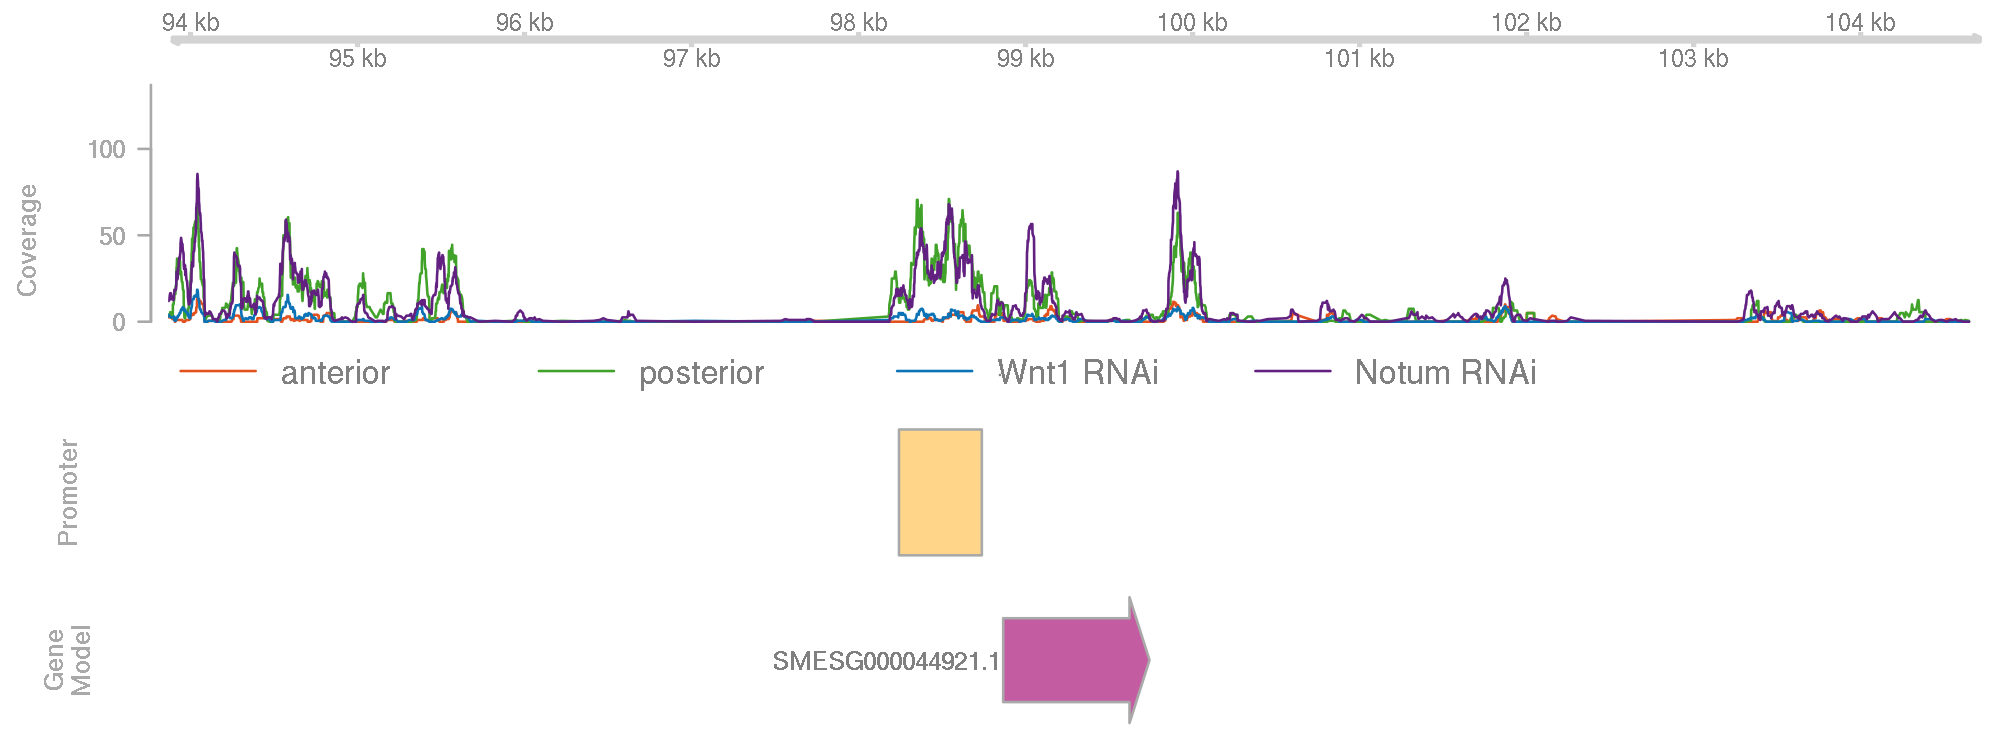 94 kb 96 kb 98 kb 100 kb 102 kb 104 kb
95 kb 97 kb 99 kb 101 kb 103 kb
Coverage
100
50
0
anterior posterior Wnt1 RNAi Notum RNAi
Promoter
Gene
Model
SMESG000044921.1